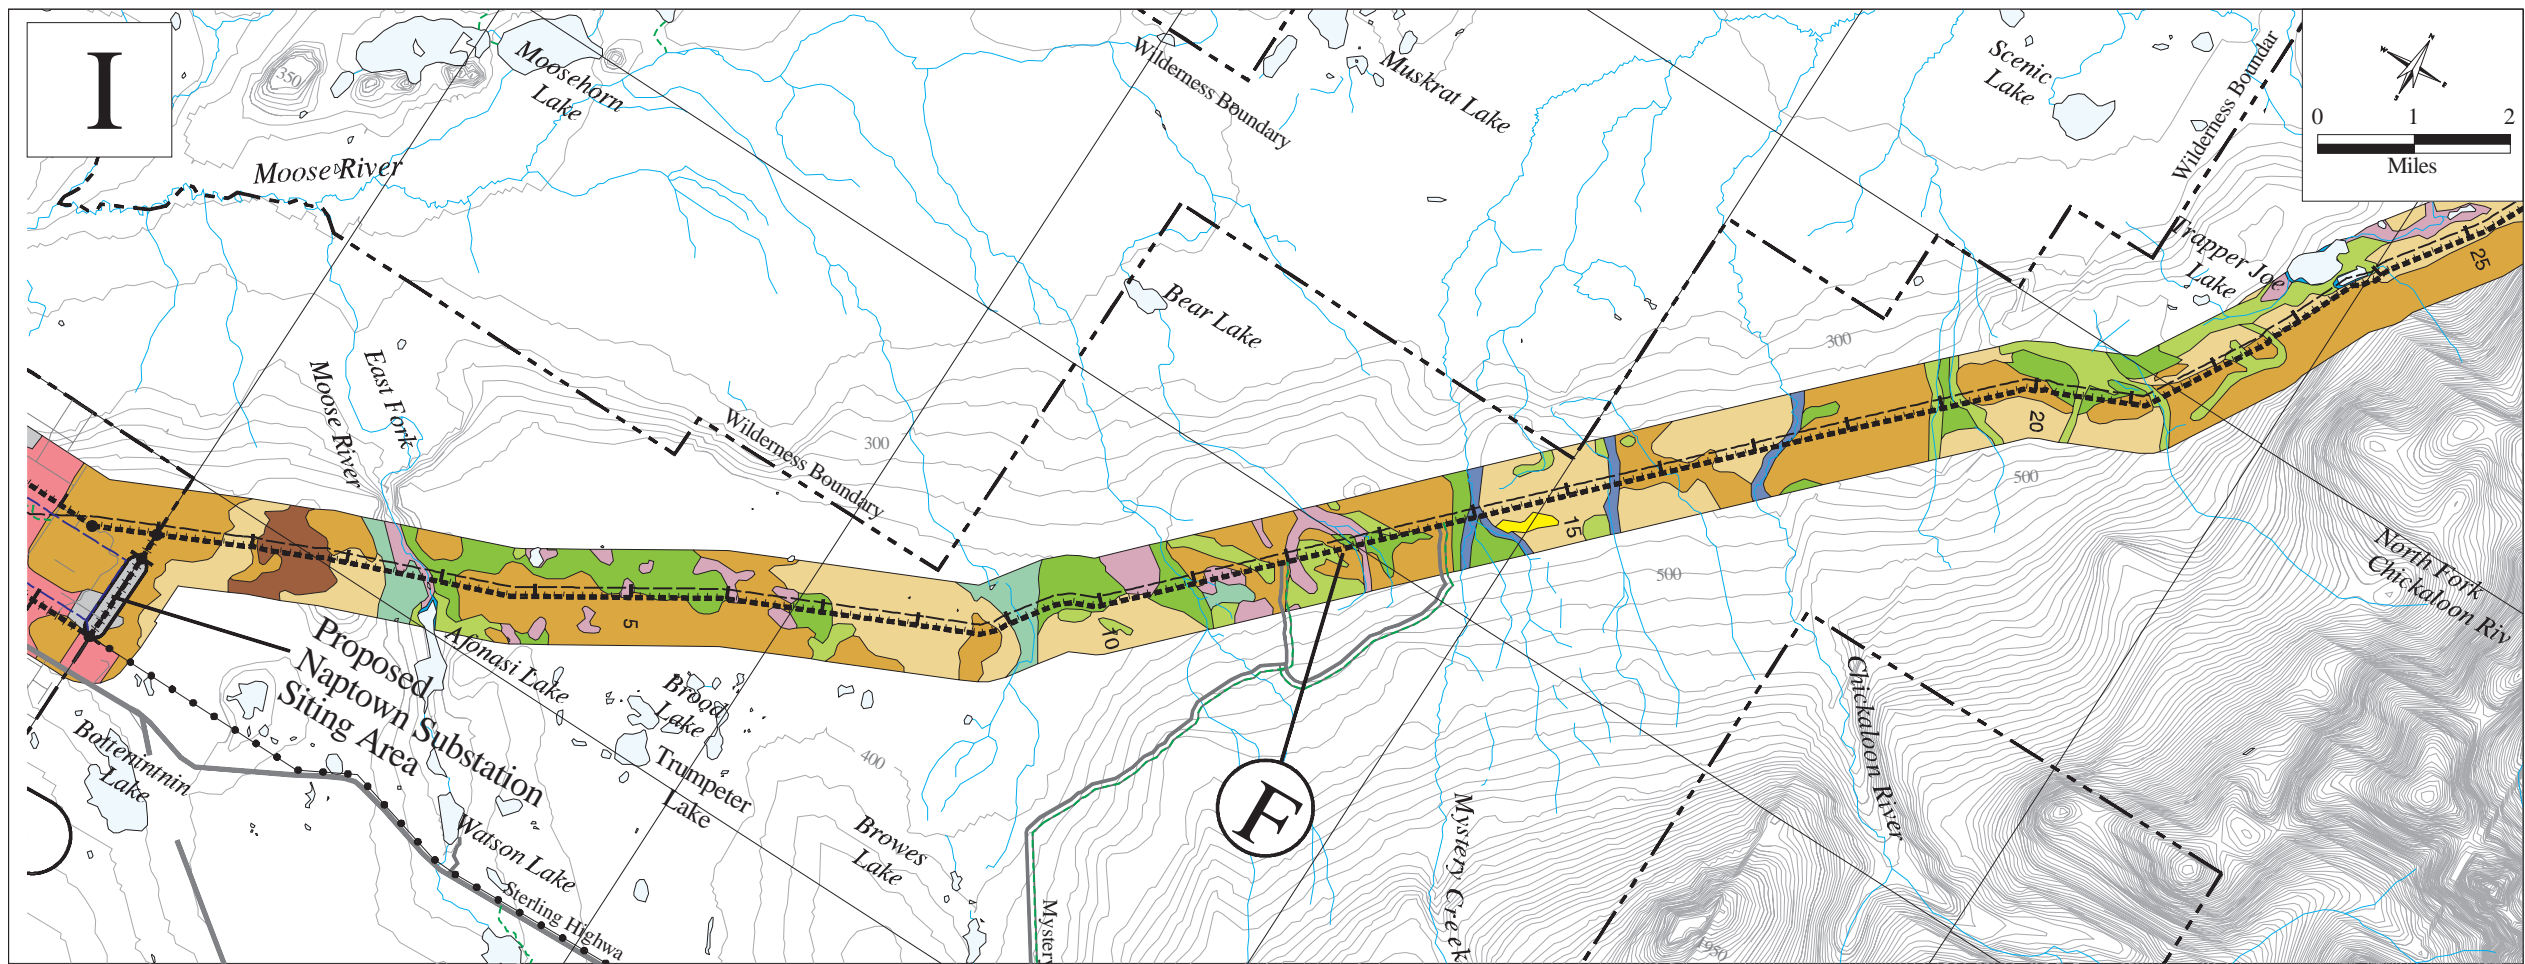 I
350
Moosehorn
Lake
Moose River
Wilderness Boundary
Muskrat Lake
Scenic
Lake
Wilderness Boundar
N
W
E
S
0 1 2
Miles
Bear Lake
Trapper Joe
Lake
25
300
East Fork
Moose River
Wilderness Boundary
300
20
500
15
500
North Fork
Chickaloon Riv
5
10
Afonasi Lake
Proposed
Naptown Substation
Siting Area
Brood
Lake
Trumpeter
Lake
Bottenintnin
Lake
400
Browes
Lake
Watson Lake
Sterling Highwa
Mystery
F
Mystery Creek
Chickaloon River
1950